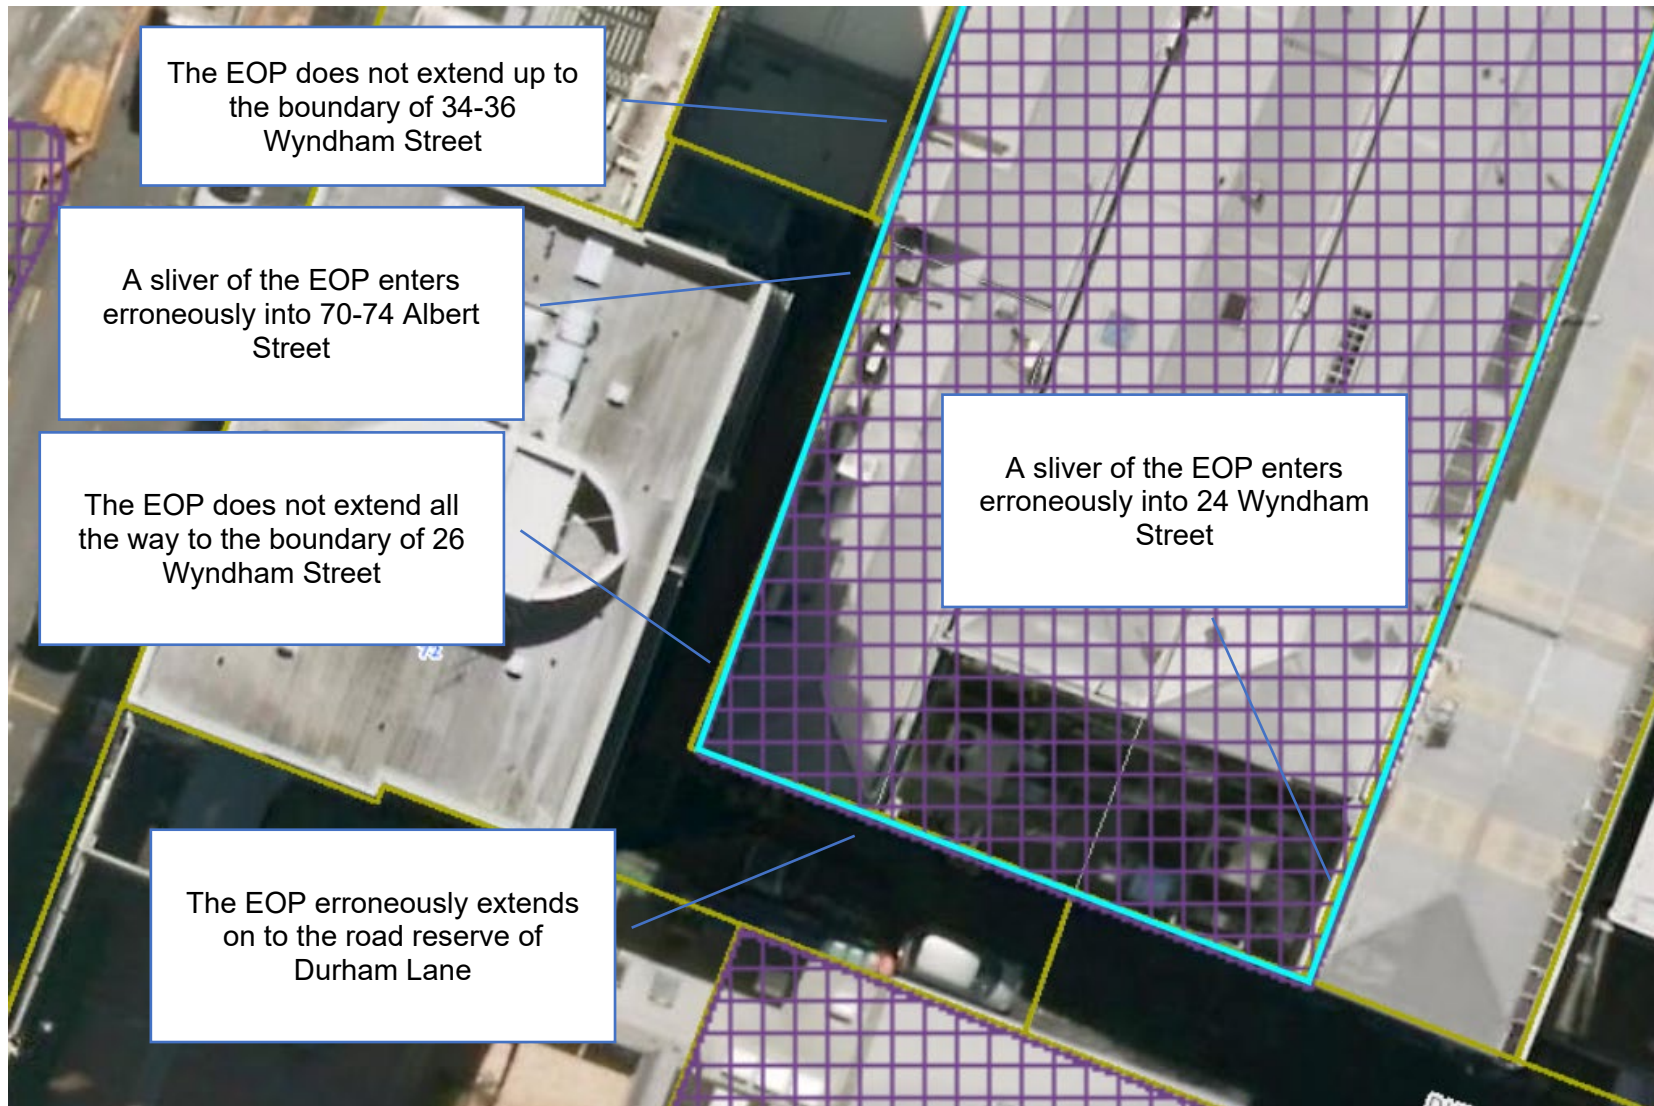 The EOP does not extend up to
the boundary of 34-36
Wyndham Street
A sliver of the EOP enters
erroneously into 70-74 Albert
Street
The EOP does not extend all
the way to the boundary of 26
Wyndham Street
A sliver of the EOP enters
erroneously into 24 Wyndham
Street
72
The EOP erroneously extends
on to the road reserve of
Durham Lane